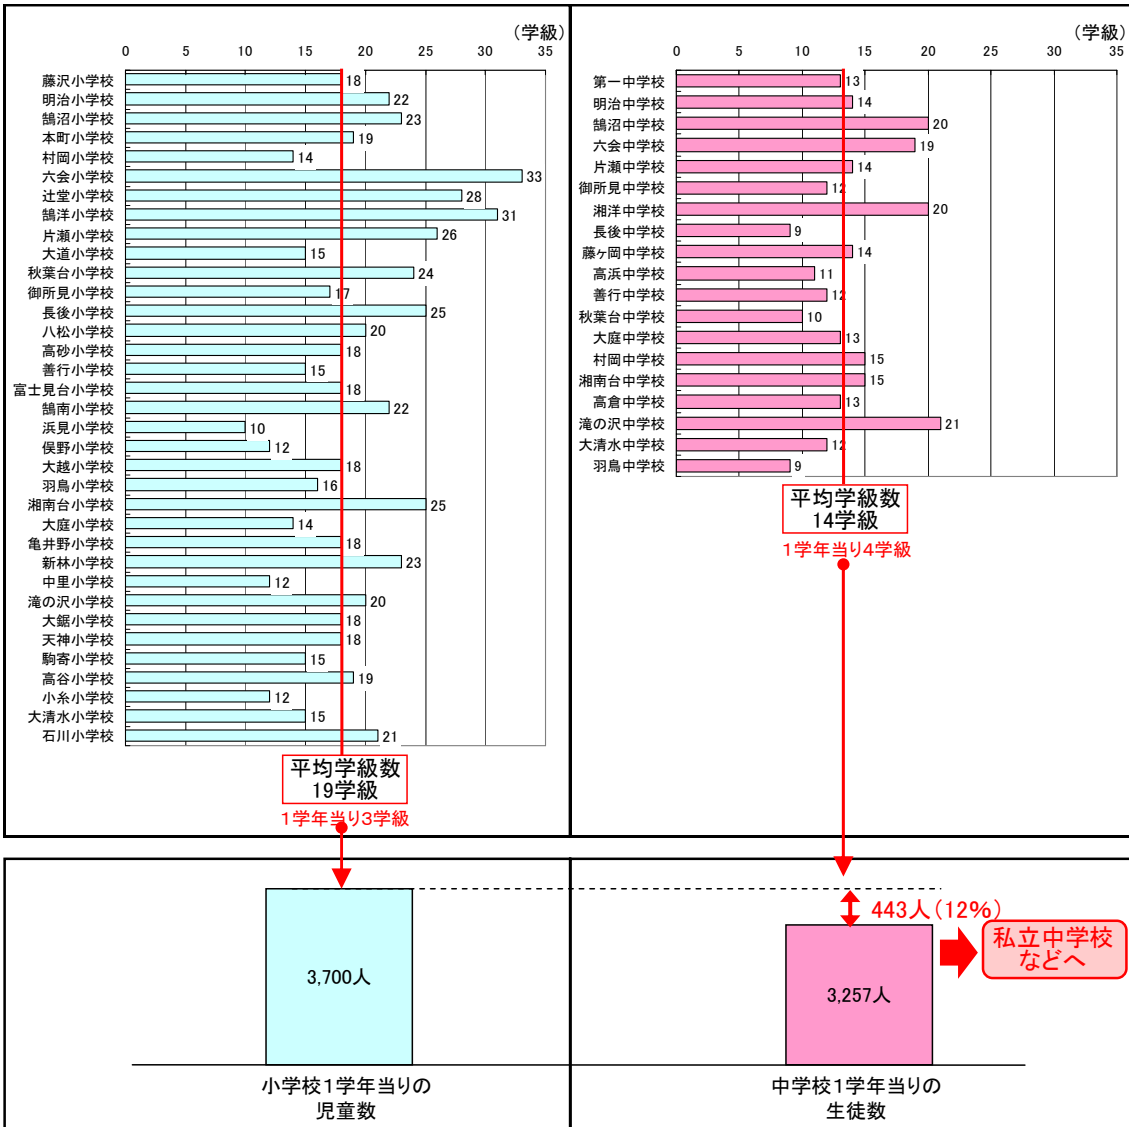 (学級)
0 5 10 15 20 25 30 35
藤沢小学校 18
明治小学校 22
鵠沼小学校 23
本町小学校 19
村岡小学校 14
六会小学校 33
辻堂小学校 28
鵠洋小学校 31
片瀬小学校 26
大道小学校 15
秋葉台小学校 24
御所見小学校 17
長後小学校 25
八松小学校 20
高砂小学校 18
善行小学校 15
富士見台小学校 18
鵠南小学校 22
浜見小学校 10
俣野小学校 12
大越小学校 18
羽鳥小学校 16
湘南台小学校 25
大庭小学校 14
亀井野小学校 18
新林小学校 23
中里小学校 12
滝の沢小学校 20
大鋸小学校 18
天神小学校 18
駒寄小学校 15
高谷小学校 19
小糸小学校 12
大清水小学校 15
石川小学校 21
平均学級数
19学級
1学年当り3学級
(学級)
0 5 10 15 20 25 30 35
第一中学校 13
明治中学校 14
鵠沼中学校 20
六会中学校 19
片瀬中学校 14
御所見中学校 12
湘洋中学校 20
長後中学校 9
藤ヶ岡中学校 14
高浜中学校 11
善行中学校 12
秋葉台中学校 10
大庭中学校 13
村岡中学校 15
湘南台中学校 15
高倉中学校 13
滝の沢中学校 21
大清水中学校 12
羽鳥中学校 9
平均学級数
14学級
1学年当り4学級
3,700人
小学校1学年当りの
児童数
443人(12%)
私立中学校
などへ
3,257人
中学校1学年当りの
生徒数